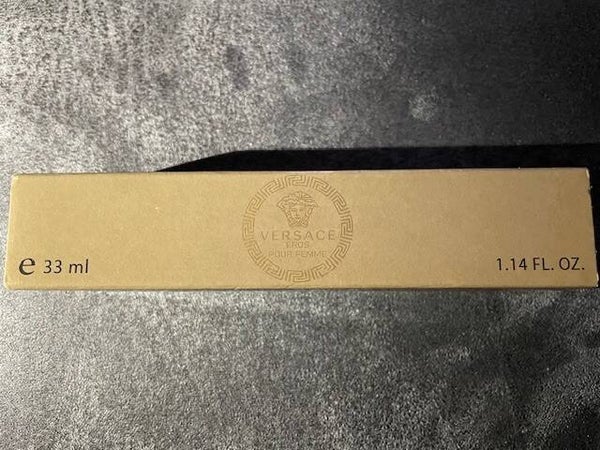 VERSACE
EROS
POUR FEMME
e 33 ml
1.14 FL. OZ.